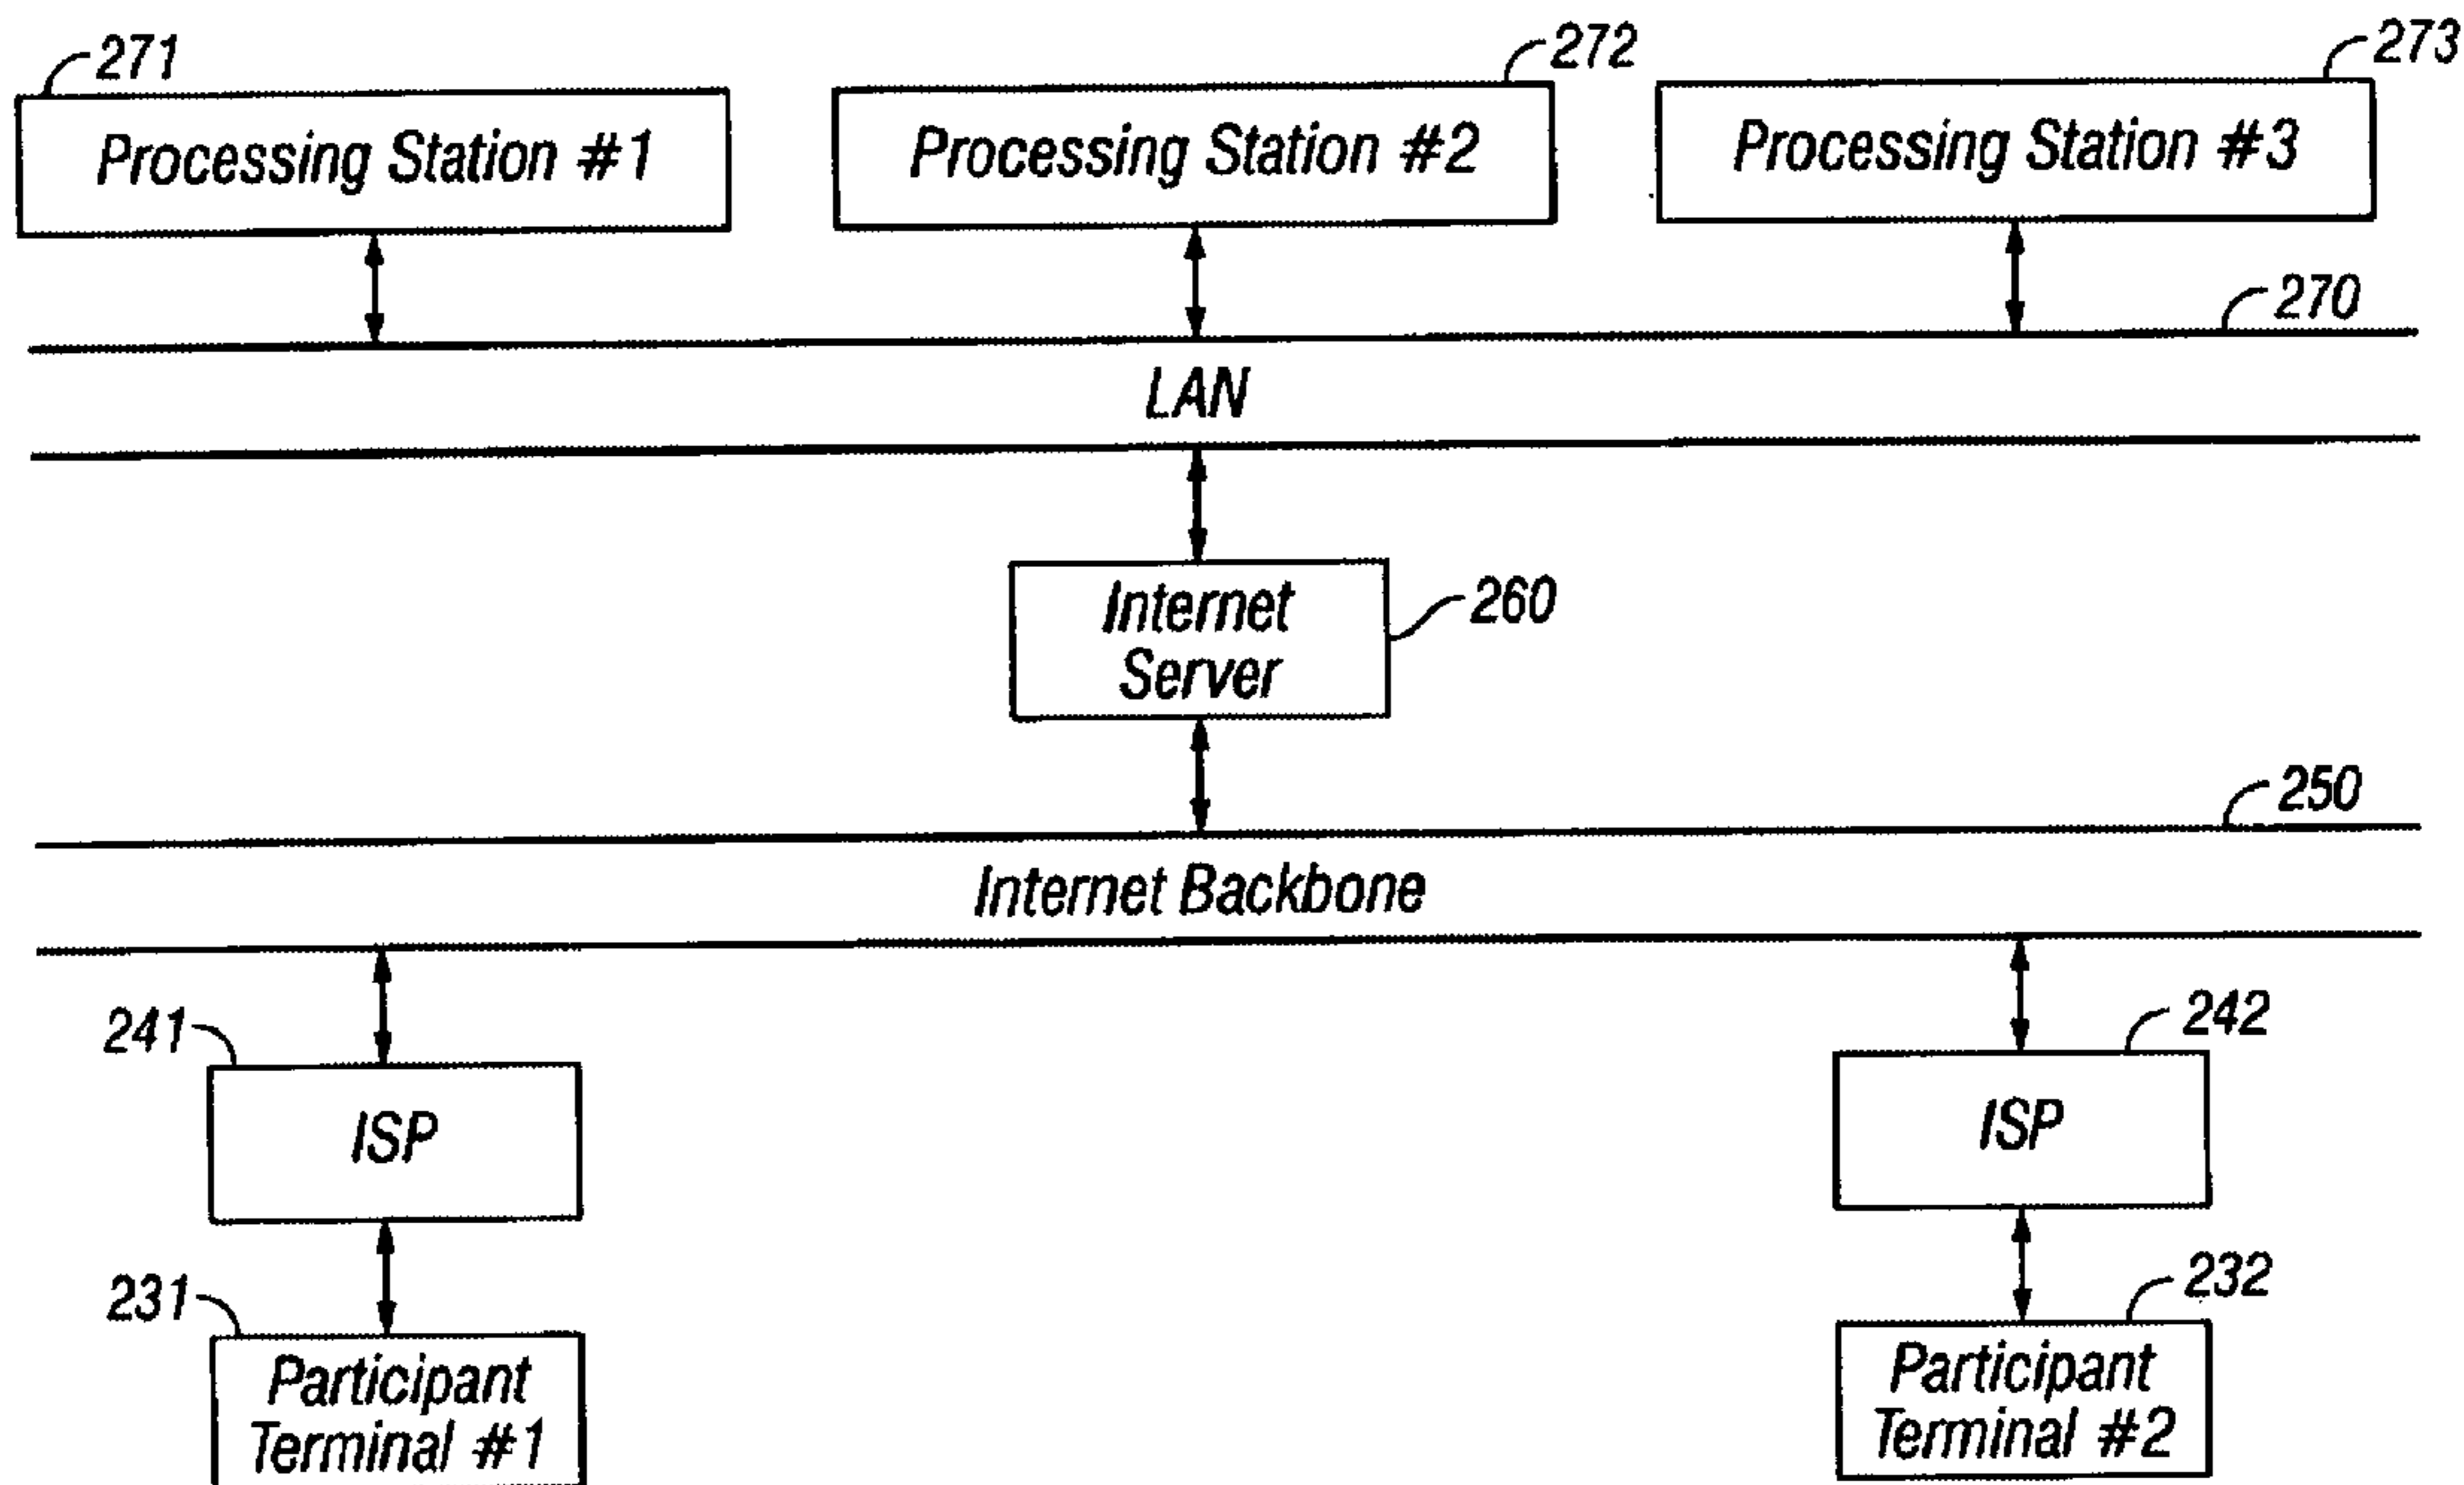 271
272
273
Processing Station #1
Processing Station #2
Processing Station #3
270
LAN
Internet
Server
260
250
Internet Backbone
241
242
ISP
ISP
231
232
Participant
Terminal #1
Participant
Terminal #2